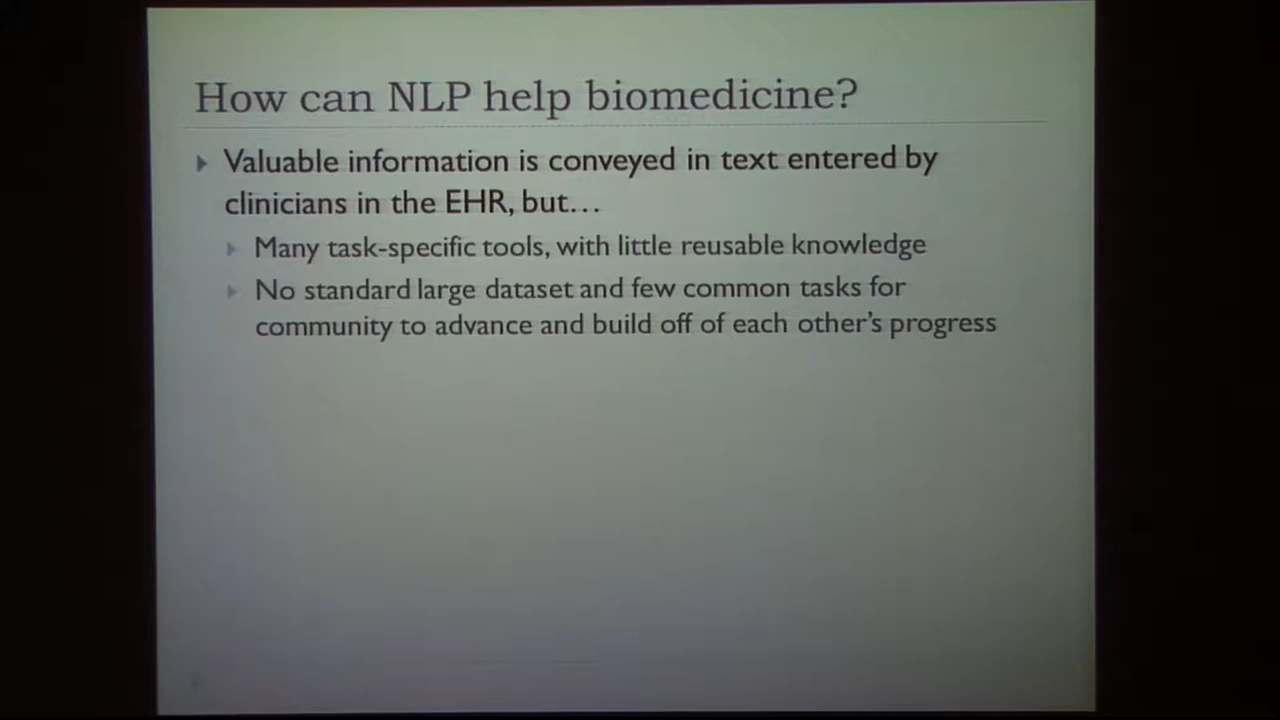 How can NLP help biomedicine?
Valuable information is conveyed in text entered by
clinicians in the EHR, but…
Many task-specific tools, with little reusable knowledge
No standard large dataset and few common tasks for
community to advance and build off of each other's progress